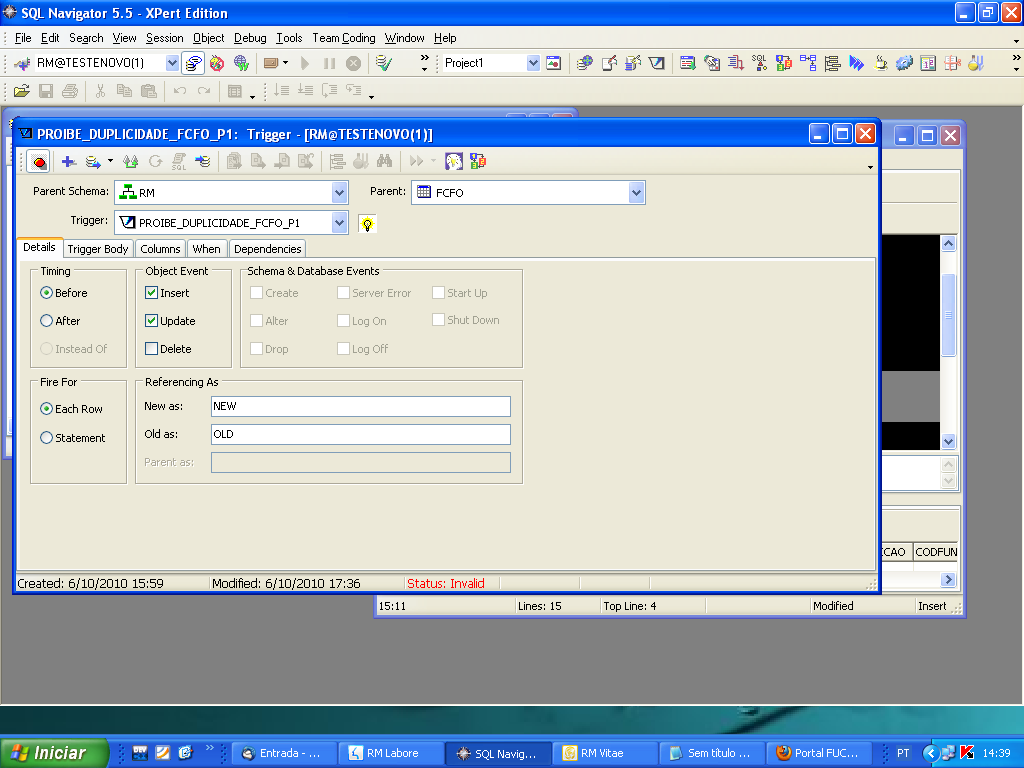 SQL Navigator 5.5 - XPert Edition
File Edit Search View Session Object Debug Tools Team Coding Window Help
RM@TESTENOVO(1) Project1
PROIBE_DUPLICIDADE_FCFO_P1: Trigger - [RM@TESTENOVO(1)]
Parent Schema: RM Parent: FCFO
Trigger: PROIBE_DUPLICIDADE_FCFO_P1
Details Trigger Body Columns When Dependencies
Timing Object Event Schema & Database Events
Before Insert Create Server Error Start Up
After Update Alter Log On Shut Down
Instead Of Delete Drop Log Off
Fire For Referencing As
Each Row New as: NEW
Statement Old as: OLD
Parent as:
CAO CODFUN
Created: 6/10/2010 15:59 Modified: 6/10/2010 17:36 Status: Invalid
15:11 Lines: 15 Top Line: 4 Modified Insert
Iniciar Entrada - ... RM Labore SQL Navig... RM Vitae Sem título ... Portal FUC... PT 14:39